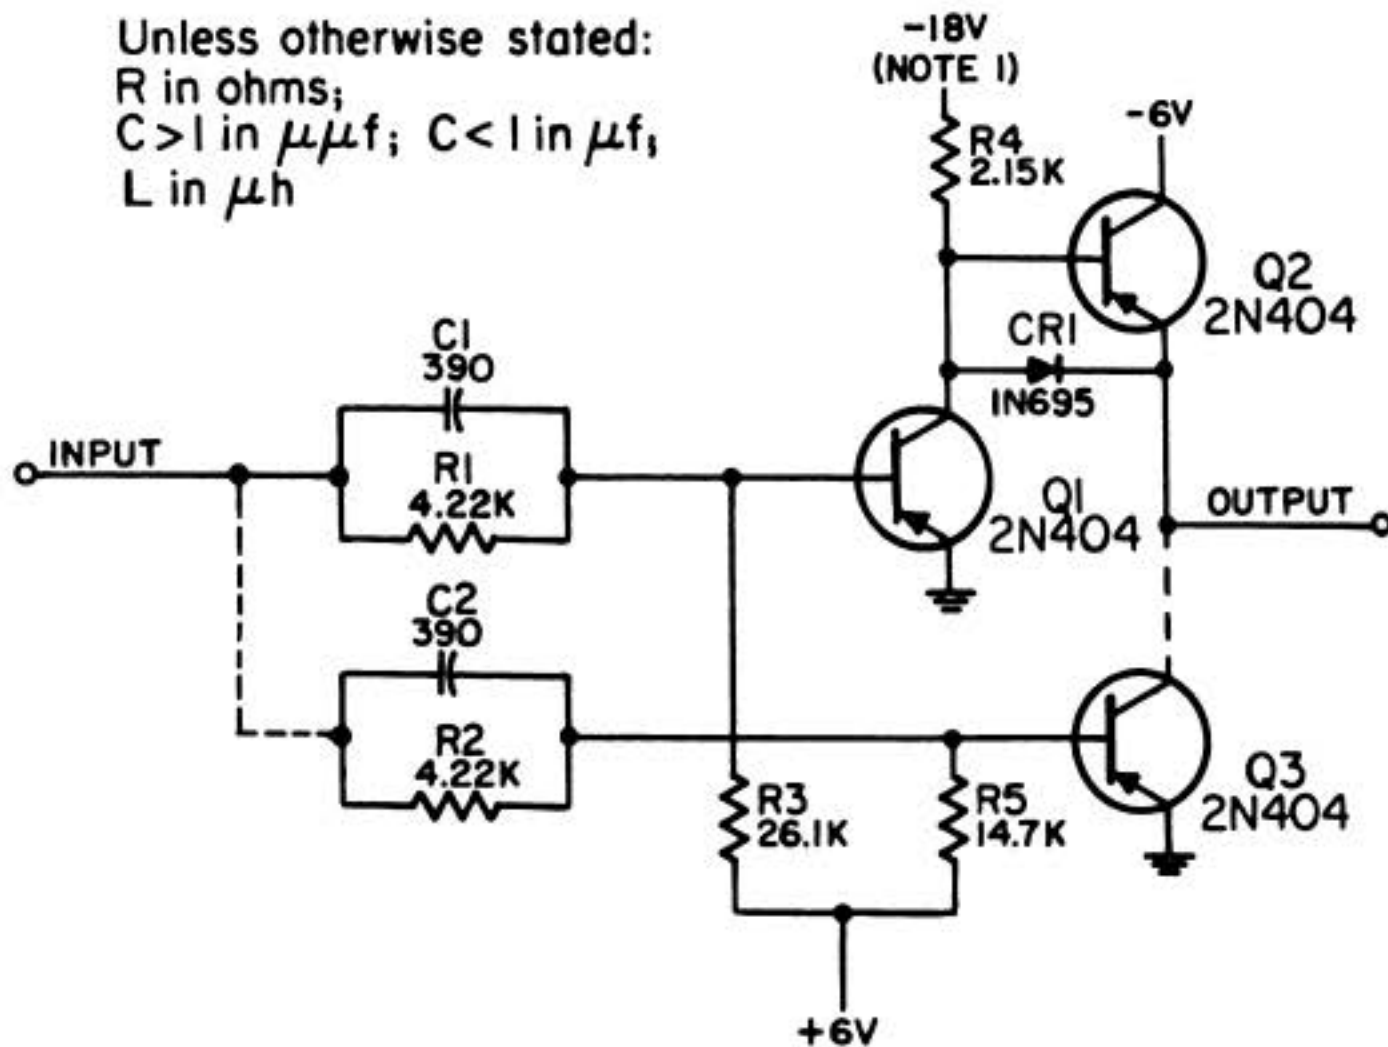 Unless otherwise stated:
R in ohms;
C>1 in μμf; C<1 in μf;
L in μh
-18V
(NOTE 1)
R4
2.15K
-6V
Q2
2N404
CR1
1N695
C1
390
INPUT
R1
4.22K
Q1
2N404
OUTPUT
C2
390
R2
4.22K
R3
26.1K
R5
14.7K
Q3
2N404
+6V